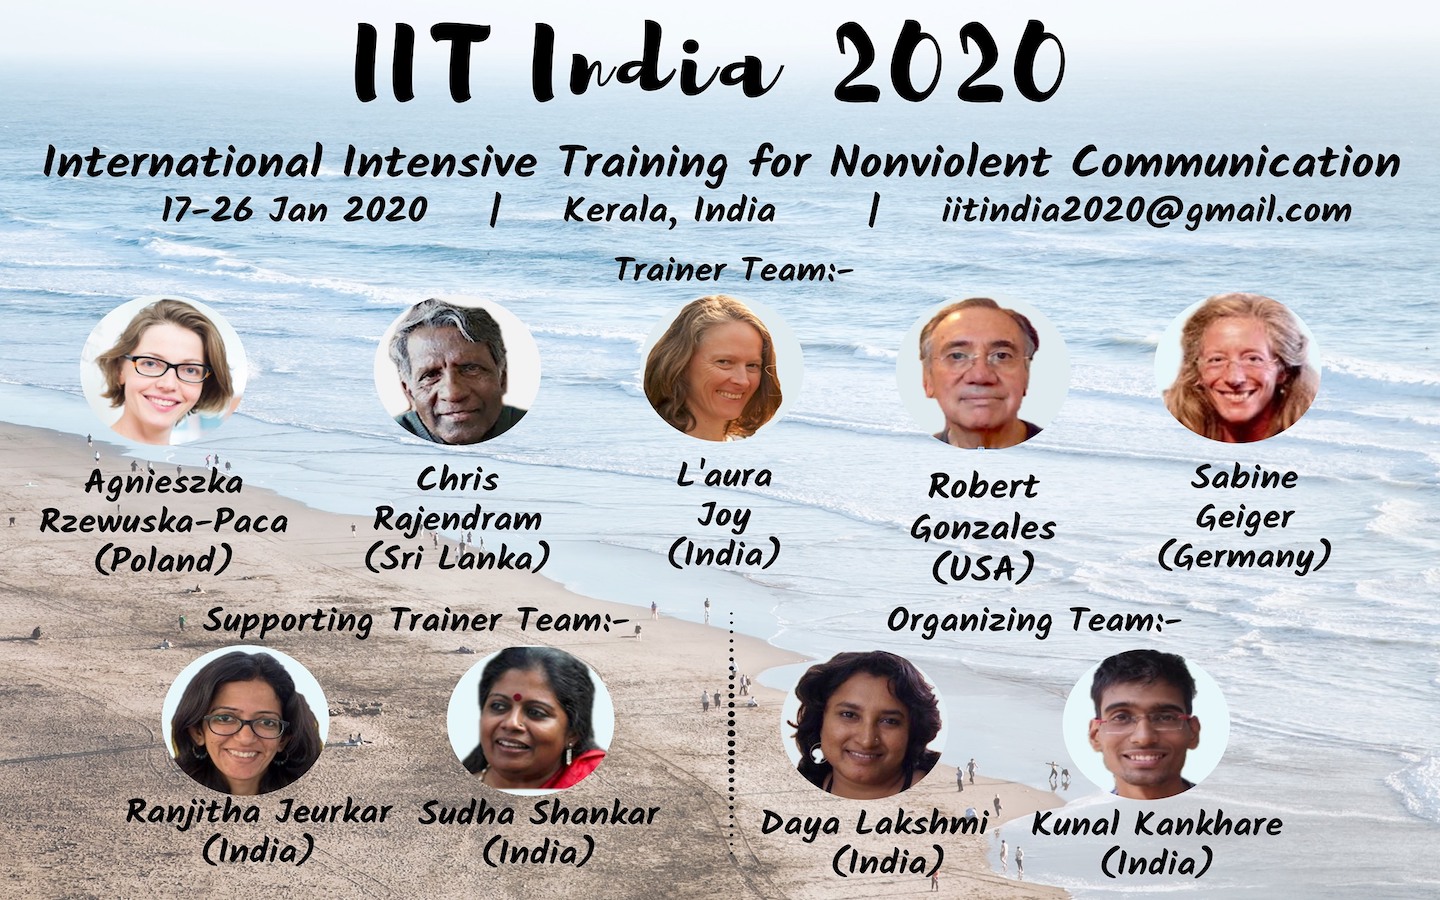 IIT India 2020
International Intensive Training for Nonviolent Communication
17-26 Jan 2020 | Kerala, India | iitindia2020@gmail.com
Trainer Team:-
Agnieszka
Rzewuska-Paca
(Poland)
Chris
Rajendram
(Sri Lanka)
L'aura
Joy
(India)
Robert
Gonzales
(USA)
Sabine
Geiger
(Germany)
Supporting Trainer Team:-
Ranjitha Jeurkar
(India)
Sudha Shankar
(India)
Organizing Team:-
Daya Lakshmi
(India)
Kunal Kankhare
(India)